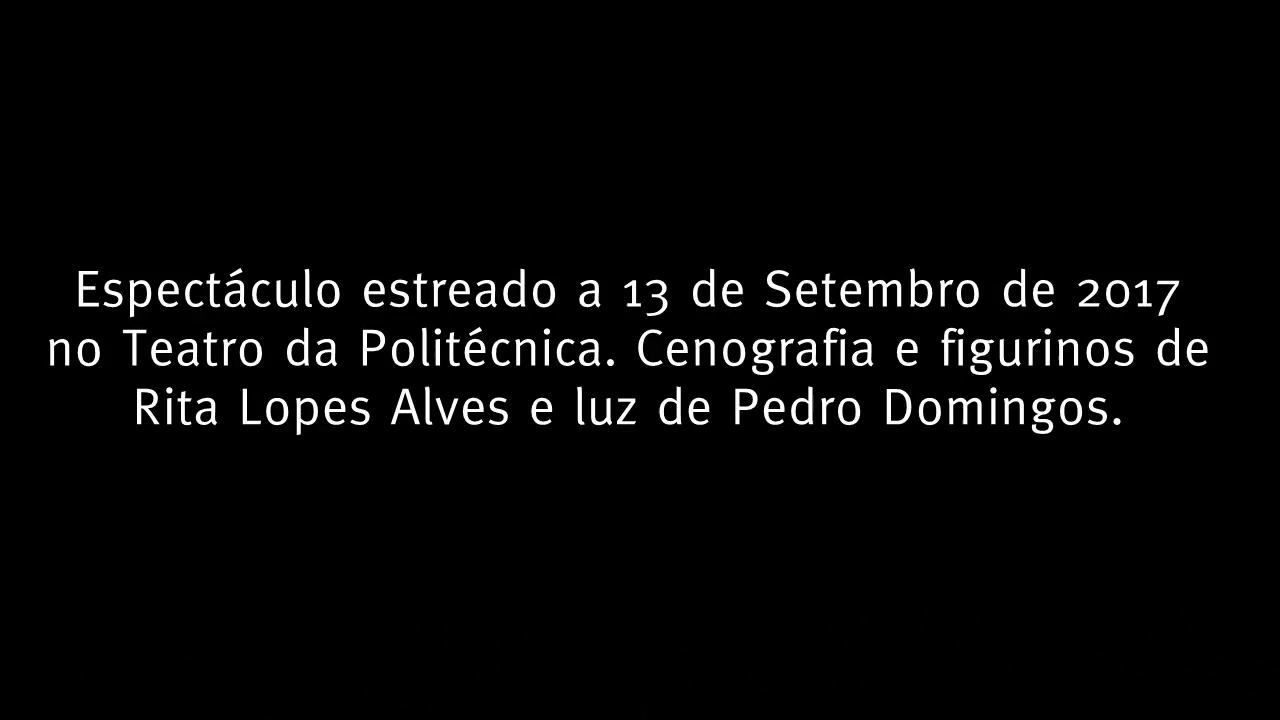 Espectáculo estreado a 13 de Setembro de 2017
no Teatro da Politécnica. Cenografia e figurinos de
Rita Lopes Alves e luz de Pedro Domingos.